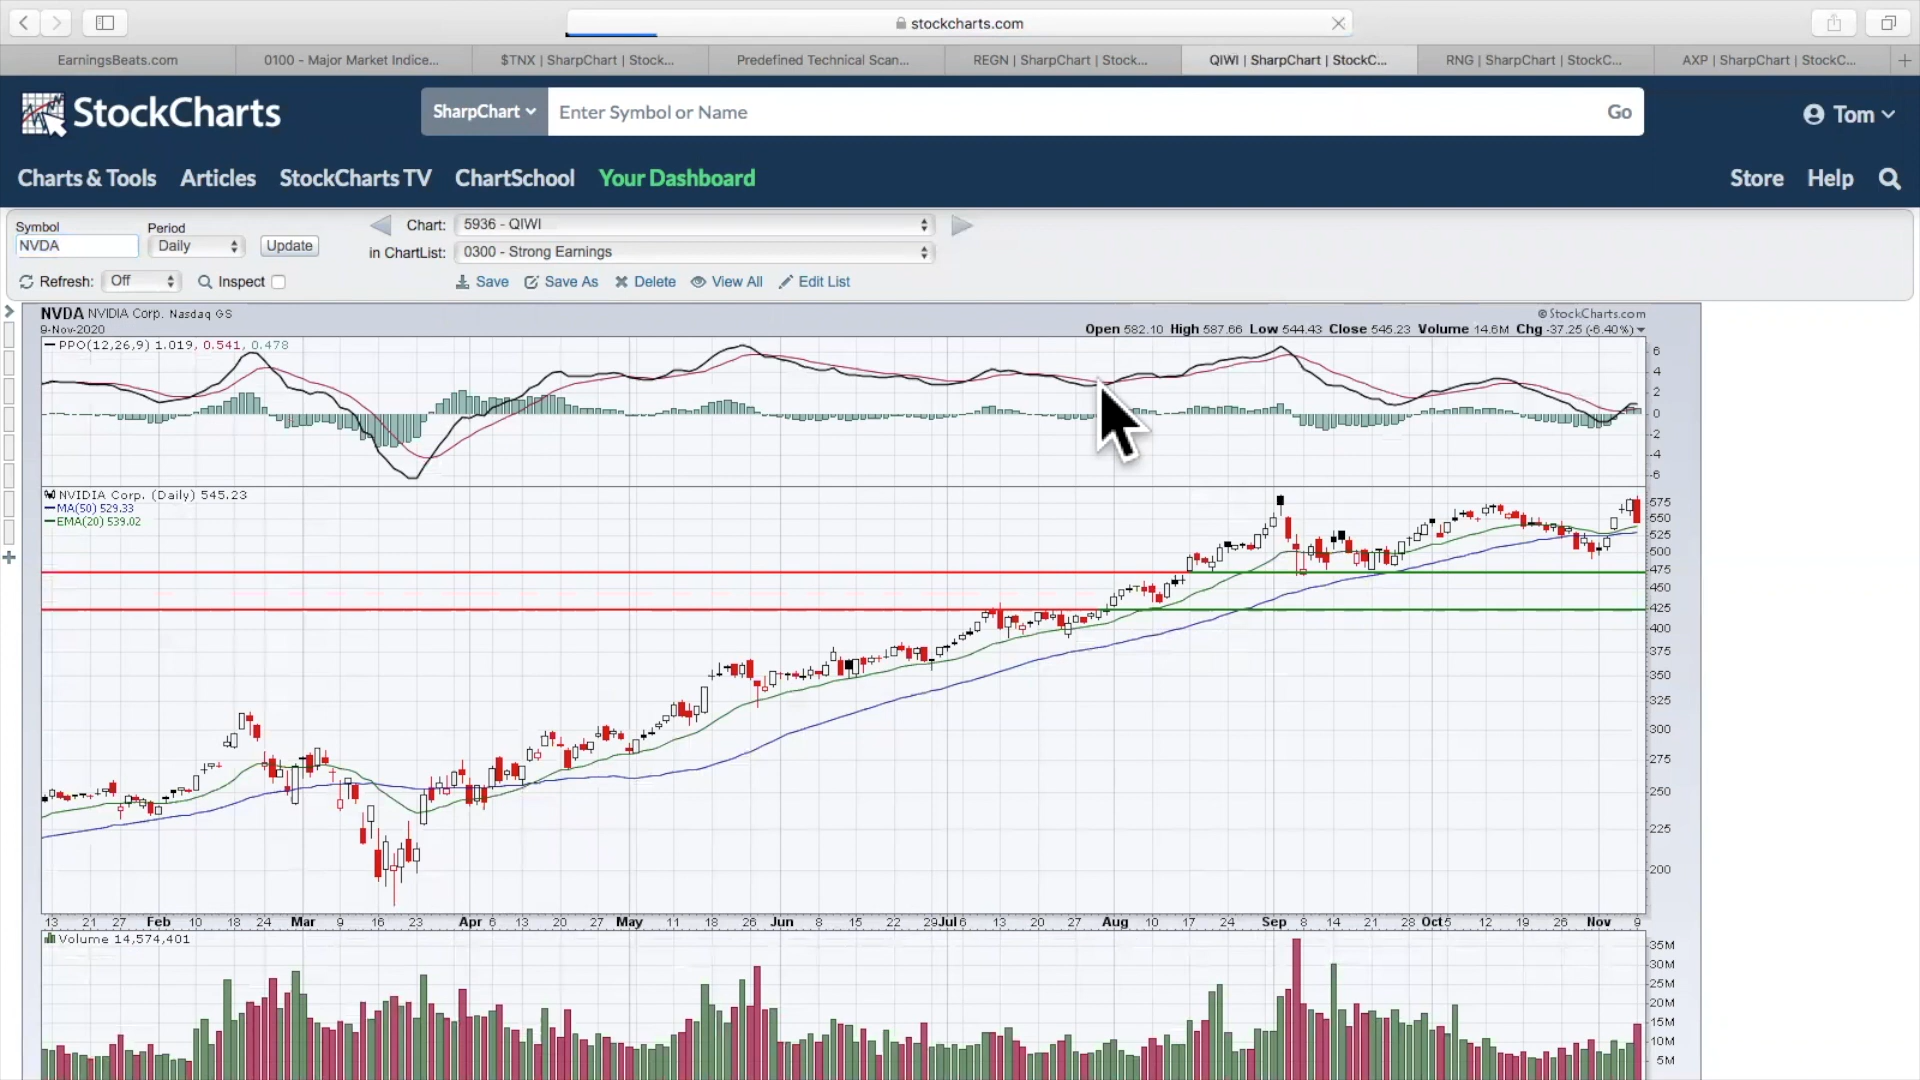 stockcharts.com
EarningsBeats.com
0100 - Major Market Indice...
$TNX | SharpChart | Stock...
Predefined Technical Scan...
REGN | SharpChart | Stock...
QIWI | SharpChart | StockC...
RNG | SharpChart | StockC...
AXP | SharpChart | StockC...
StockCharts
SharpChart
Enter Symbol or Name
Go
Tom
Charts & Tools
Articles
StockCharts TV
ChartSchool
Your Dashboard
Store
Help
Symbol
Period
Chart: 5936 - QIWI
NVDA
Daily
Update
in ChartList: 0300 - Strong Earnings
Refresh: Off
Inspect
Save
Save As
Delete
View All
Edit List
NVDA NVIDIA Corp. Nasdaq GS
© StockCharts.com
9-Nov-2020
Open 582.10 High 587.66 Low 544.43 Close 545.23 Volume 14.6M Chg -37.25 (-6.40%)
PPO(12,26,9) 1.019, 0.541, 0.478
6
4
2
0
-2
-4
-6
NVIDIA Corp. (Daily) 545.23
MA(50) 529.33
EMA(20) 539.02
575
550
525
500
475
450
425
400
375
350
325
300
275
250
225
200
13 21 27 Feb 10 18 24 Mar 9 16 23 Apr 6 13 20 27 May 11 18 26 Jun 8 15 22 29 Jul 6 13 20 27 Aug 10 17 24 Sep 8 14 21 28 Oct 5 12 19 26 Nov 9
Volume 14,574,401
35M
30M
25M
20M
15M
10M
5M